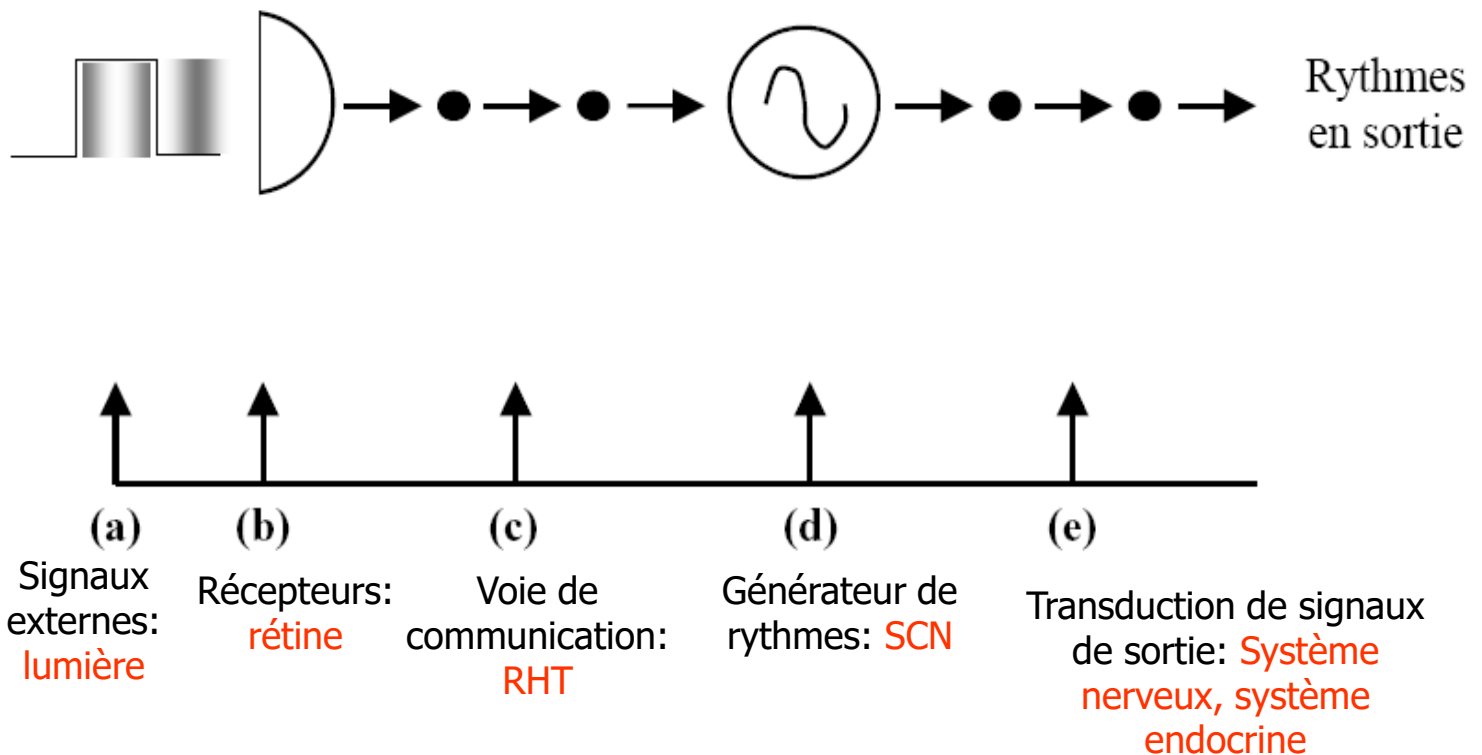 Rythmes
en sortie
(a)
Signaux
externes:
lumière
(b)
Récepteurs:
rétine
(c)
Voie de
communication:
RHT
(d)
Générateur de
rythmes: SCN
(e)
Transduction de signaux
de sortie: Système
nerveux, système
endocrine